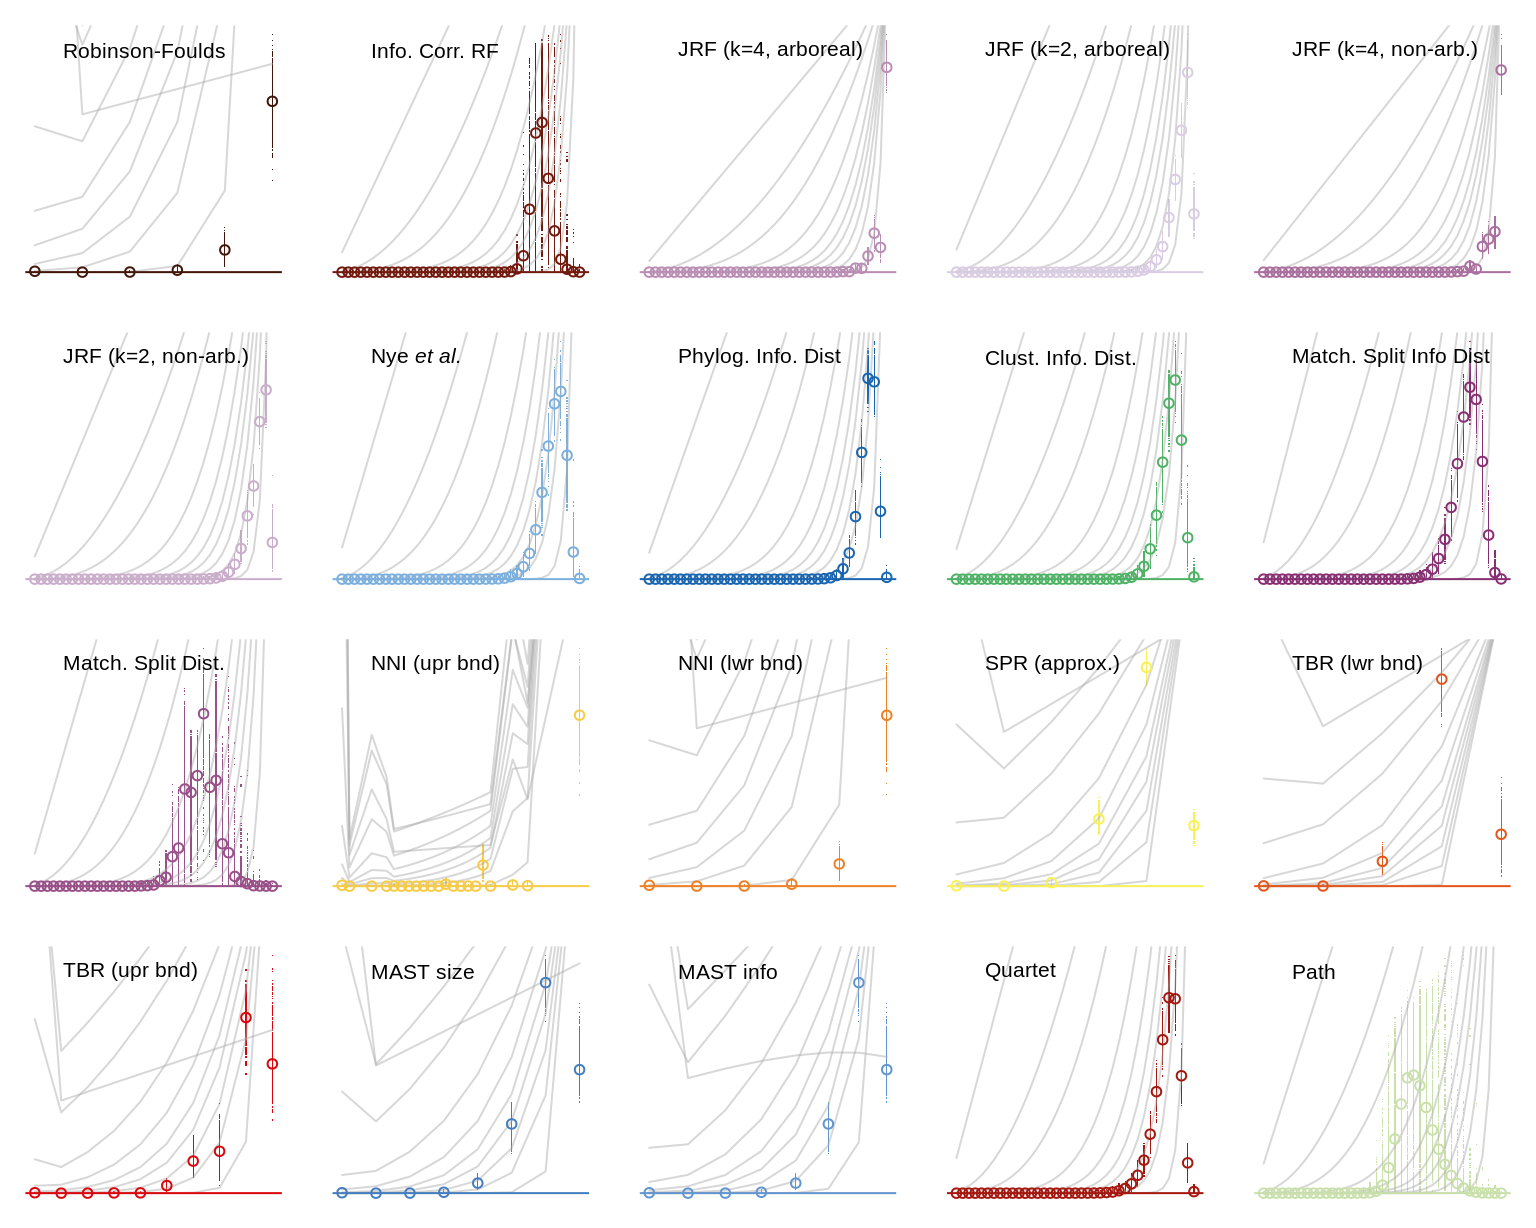 Robinson-Foulds
Info. Corr. RF
JRF (k=4, arboreal)
JRF (k=2, arboreal)
JRF (k=4, non-arb.)
JRF (k=2, non-arb.)
Nye et al.
Phylog. Info. Dist
Clust. Info. Dist.
Match. Split Info Dist
Match. Split Dist.
NNI (upr bnd)
NNI (lwr bnd)
SPR (approx.)
TBR (lwr bnd)
TBR (upr bnd)
MAST size
MAST info
Quartet
Path